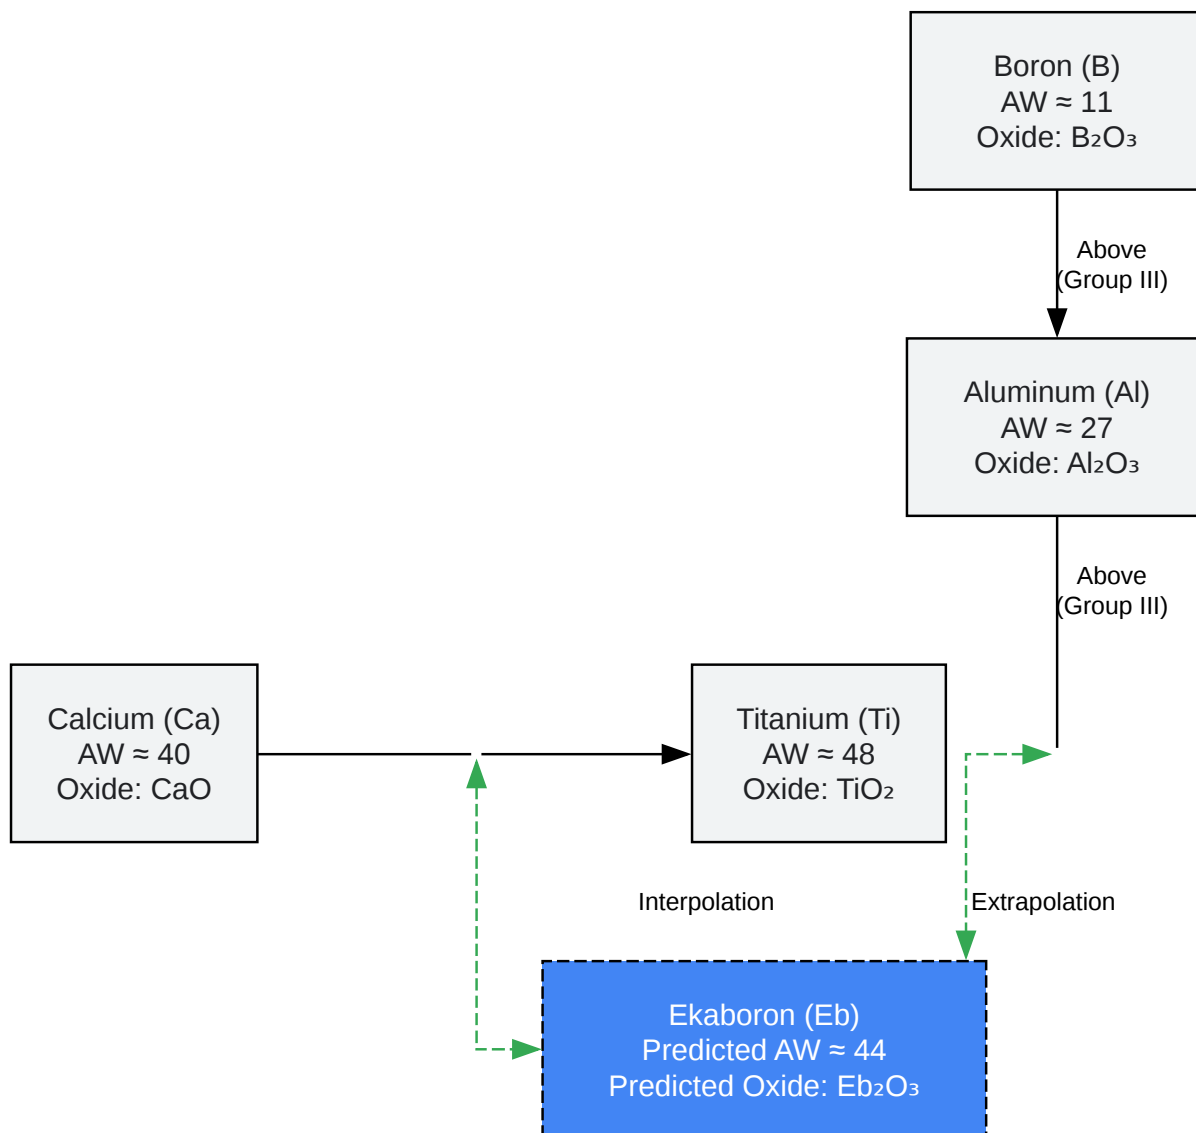 Boron (B)
AW ≈ 11
Oxide: B₂O₃
Above
(Group III)
Aluminum (Al)
AW ≈ 27
Oxide: Al₂O₃
Above
(Group III)
Calcium (Ca)
AW ≈ 40
Oxide: CaO
Titanium (Ti)
AW ≈ 48
Oxide: TiO₂
Interpolation
Extrapolation
Ekaboron (Eb)
Predicted AW ≈ 44
Predicted Oxide: Eb₂O₃